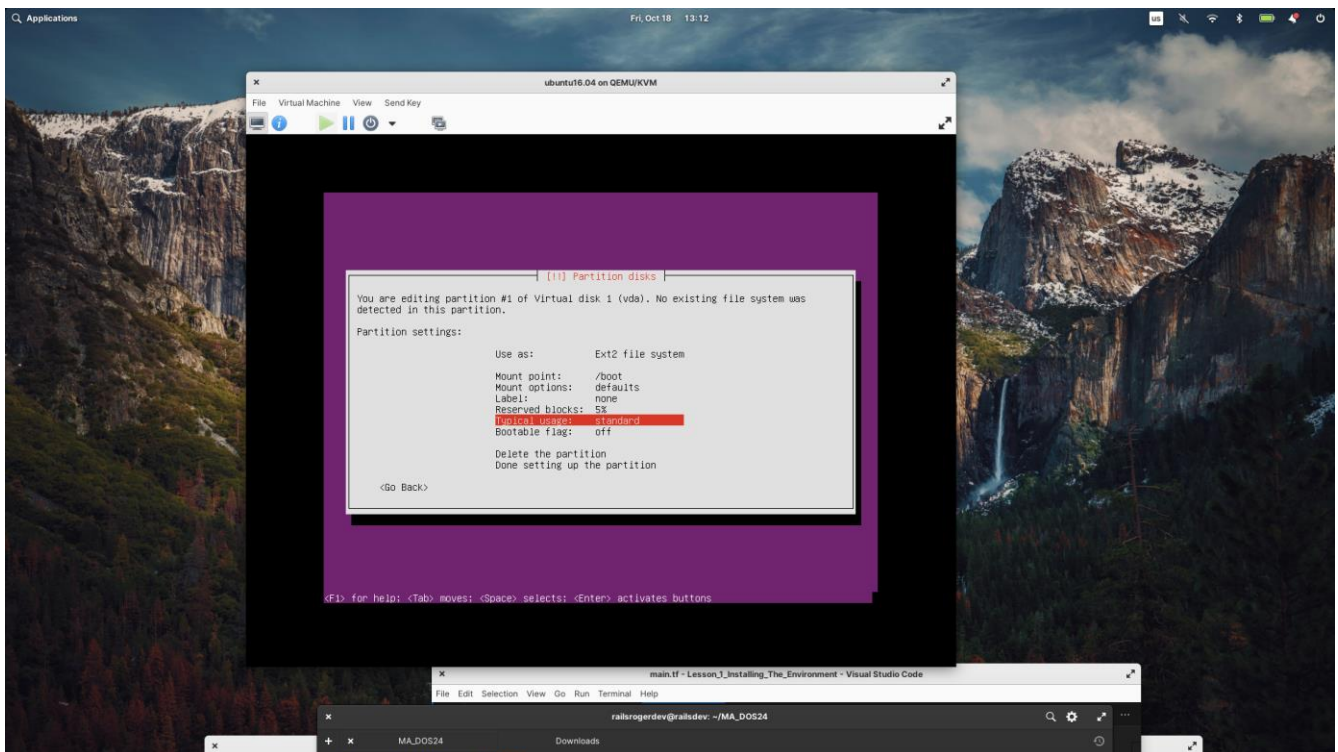 Applications
Fri, Oct 18 13:12
us
ubuntu16.04 on QEMU/KVM
File Virtual Machine View Send Key
[!!] Partition disks
You are editing partition #1 of Virtual disk 1 (vda). No existing file system was
detected in this partition.
Partition settings:
Use as: Ext2 file system
Mount point: /boot
Mount options: defaults
Label: none
Reserved blocks: 5%
Typical usage: standard
Bootable flag: off
Delete the partition
Done setting up the partition
<Go Back>
<F1> for help; <Tab> moves; <Space> selects; <Enter> activates buttons
main.tf - Lesson_1_Installing_The_Environment - Visual Studio Code
File Edit Selection View Go Run Terminal Help
railsrogerdev@railsdev: ~/MA_DOS24
MA_DOS24 Downloads